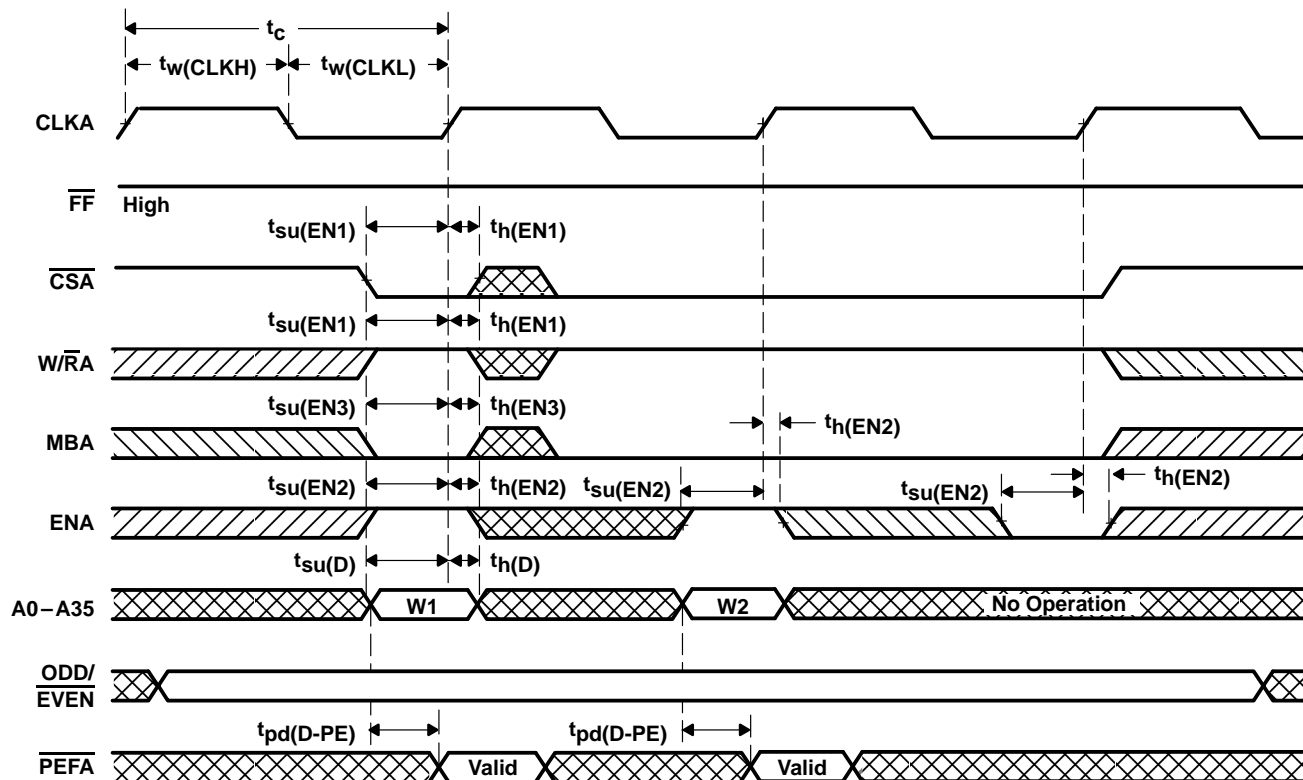 tc
tw(CLKH) tw(CLKL)
CLKA
FF High
tsu(EN1) th(EN1)
CSA
tsu(EN1) th(EN1)
W/RA
tsu(EN3) th(EN3)
MBA
th(EN2)
tsu(EN2) th(EN2) tsu(EN2) tsu(EN2) th(EN2)
ENA
tsu(D) th(D)
A0–A35 W1 W2 No Operation
ODD/
EVEN
tpd(D-PE) tpd(D-PE)
PEFA Valid Valid